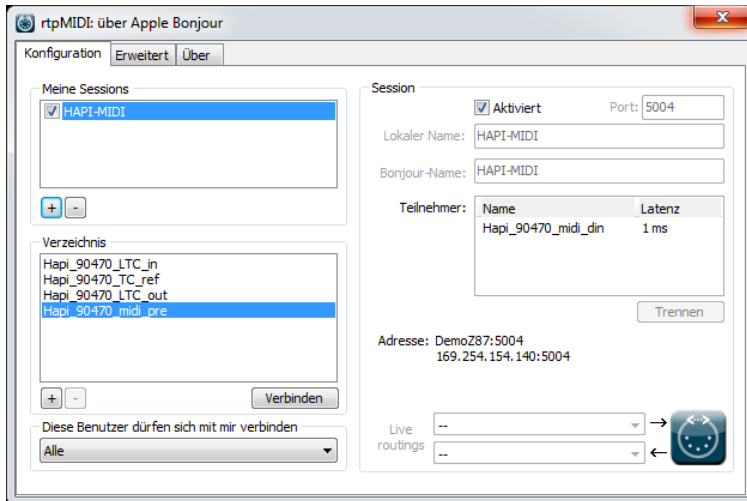 rtpMIDI: über Apple Bonjour
Konfiguration Erweitert Über
Meine Sessions
HAPI-MIDI
+ -
Verzeichnis
Hapi_90470_LTC_in
Hapi_90470_TC_ref
Hapi_90470_LTC_out
Hapi_90470_midi_pre
+ - Verbinden
Diese Benutzer dürfen sich mit mir verbinden
Alle
Session
Aktiviert Port: 5004
Lokaler Name: HAPI-MIDI
Bonjour-Name: HAPI-MIDI
Teilnehmer: Name Latenz
Hapi_90470_midi_din 1 ms
Trennen
Adresse: DemoZ87:5004
169.254.154.140:5004
Live routings
--
--